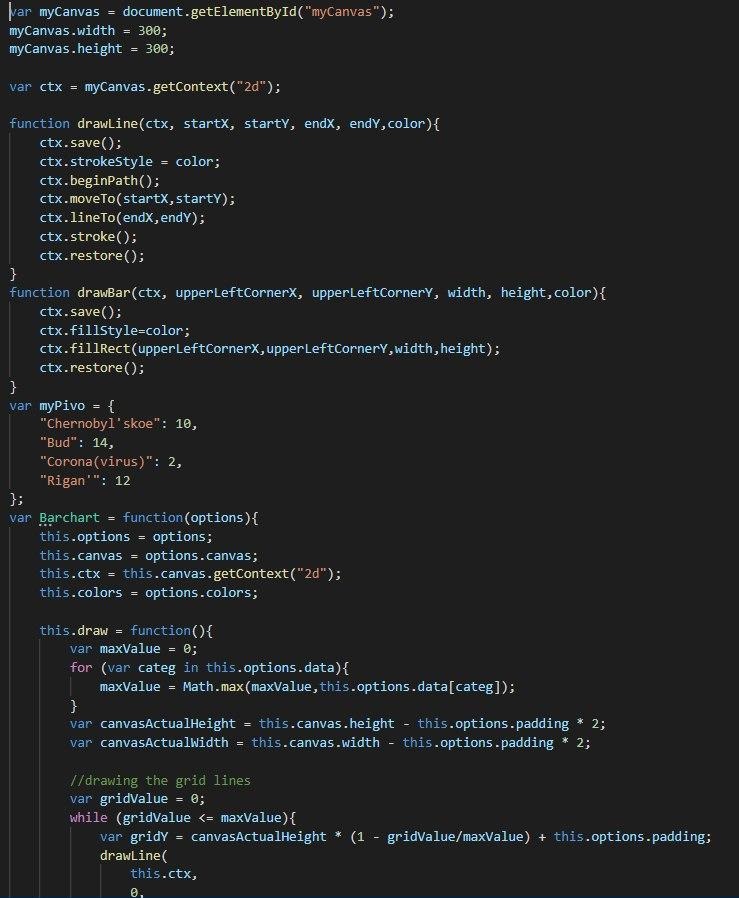 var myCanvas = document.getElementById("myCanvas");
myCanvas.width = 300;
myCanvas.height = 300;

var ctx = myCanvas.getContext("2d");

function drawLine(ctx, startX, startY, endX, endY,color){
    ctx.save();
    ctx.strokeStyle = color;
    ctx.beginPath();
    ctx.moveTo(startX,startY);
    ctx.lineTo(endX,endY);
    ctx.stroke();
    ctx.restore();
}
function drawBar(ctx, upperLeftCornerX, upperLeftCornerY, width, height,color){
    ctx.save();
    ctx.fillStyle=color;
    ctx.fillRect(upperLeftCornerX,upperLeftCornerY,width,height);
    ctx.restore();
}
var myPivo = {
    "Chernobyl'skoe": 10,
    "Bud": 14,
    "Corona(virus)": 2,
    "Rigan'": 12
};
var Barchart = function(options){
    this.options = options;
    this.canvas = options.canvas;
    this.ctx = this.canvas.getContext("2d");
    this.colors = options.colors;

    this.draw = function(){
        var maxValue = 0;
        for (var categ in this.options.data){
            maxValue = Math.max(maxValue,this.options.data[categ]);
        }
        var canvasActualHeight = this.canvas.height - this.options.padding * 2;
        var canvasActualWidth = this.canvas.width - this.options.padding * 2;

        //drawing the grid lines
        var gridValue = 0;
        while (gridValue <= maxValue){
            var gridY = canvasActualHeight * (1 - gridValue/maxValue) + this.options.padding;
            drawLine(
                this.ctx,
                0,